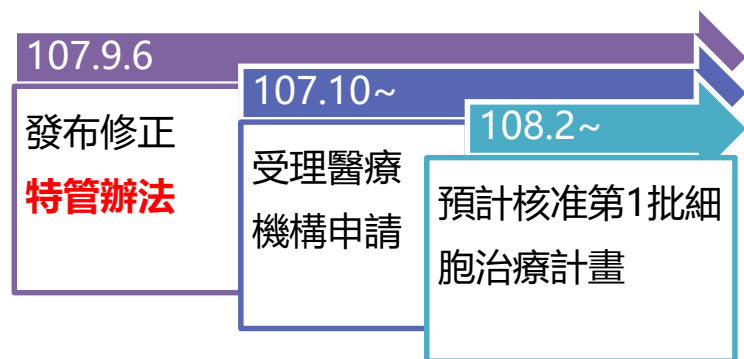 107.9.6
發布修正
特管辦法
107.10~
受理醫療
機構申請
108.2~
預計核准第1批細
胞治療計畫